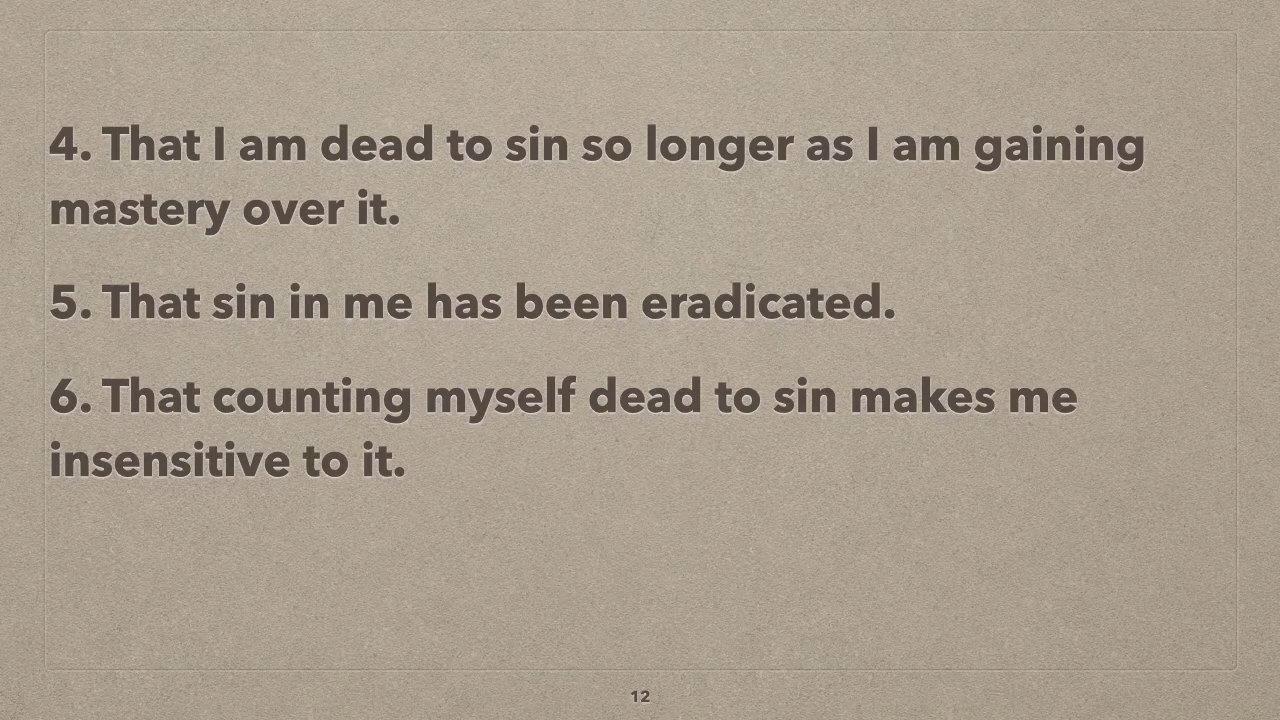 4. That I am dead to sin so longer as I am gaining
mastery over it.
5. That sin in me has been eradicated.
6. That counting myself dead to sin makes me
insensitive to it.
12